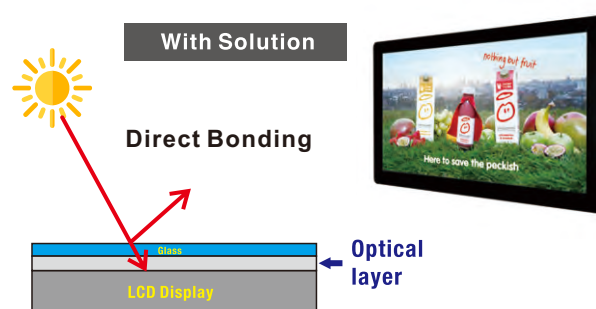 With Solution
nothing but fruit
Direct Bonding
Here to save the peckish
Glass
Optical
layer
LCD Display